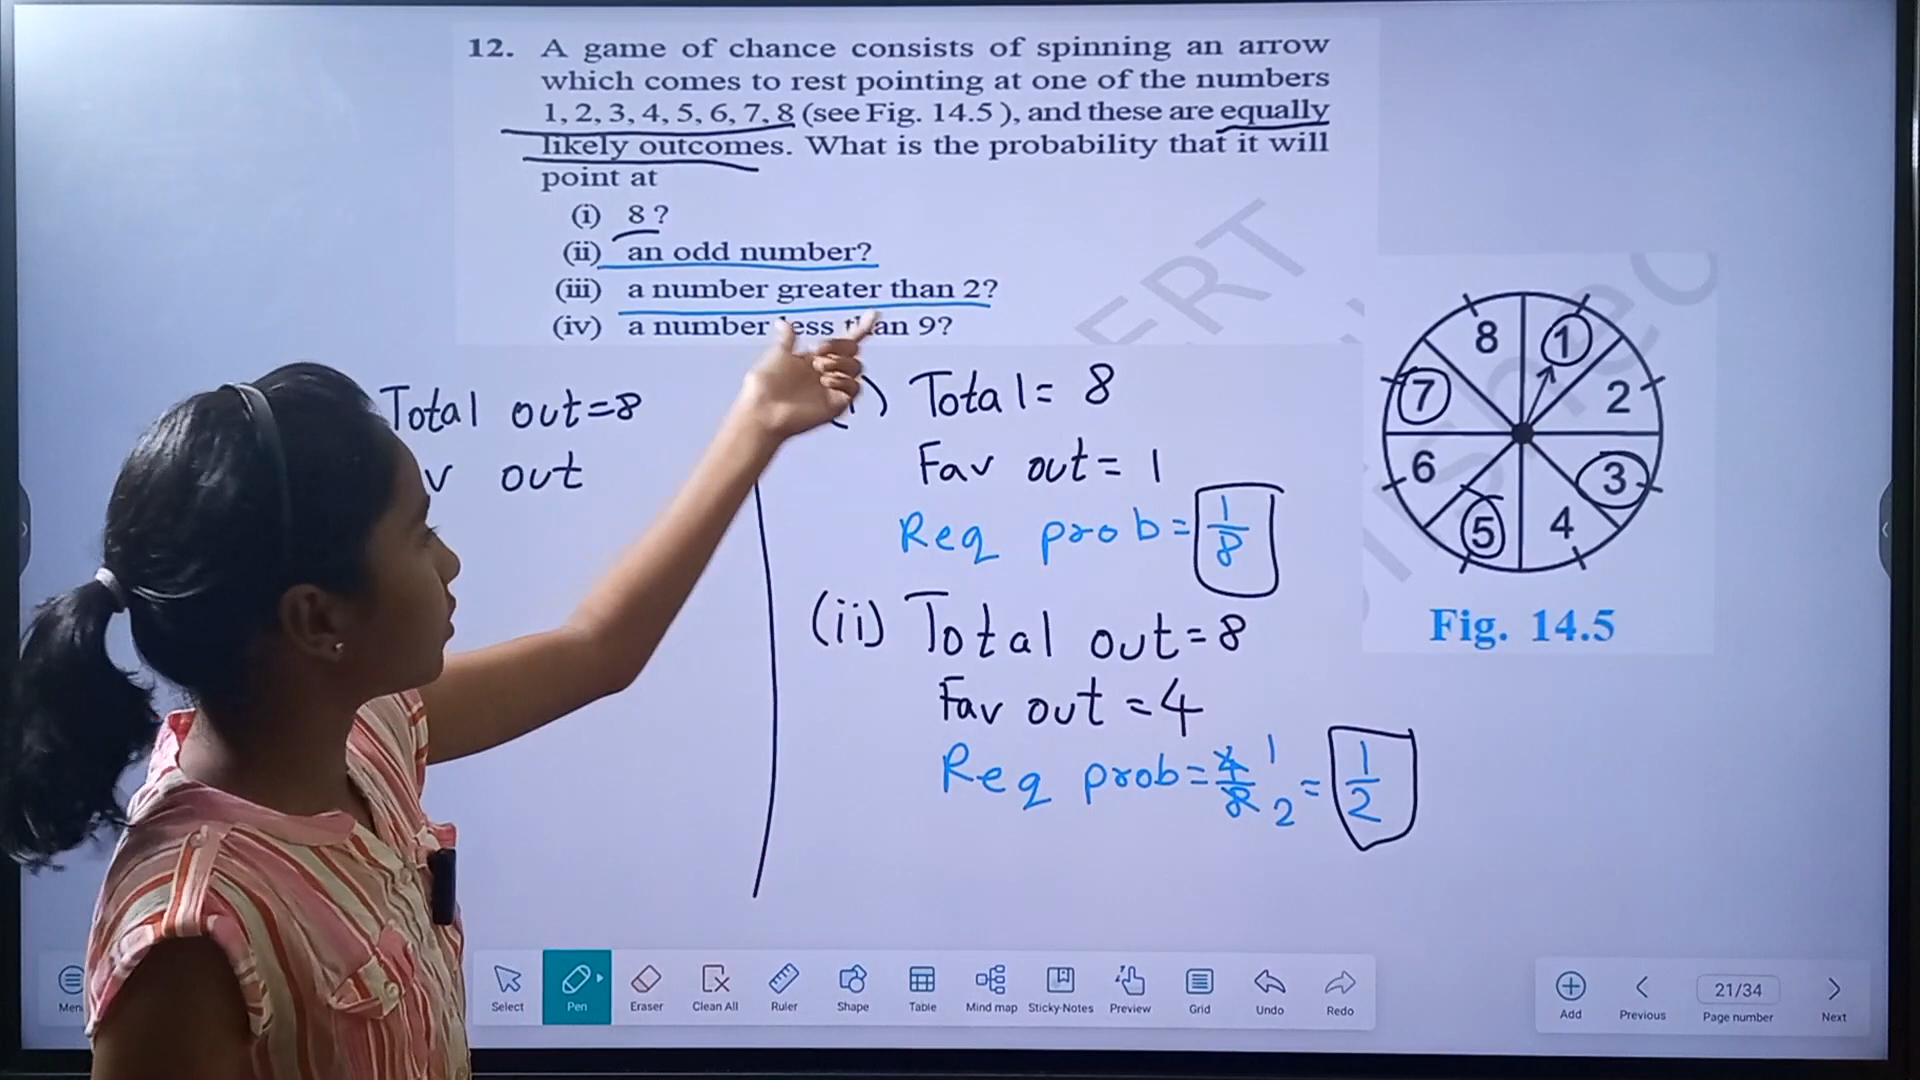 12. A game of chance consists of spinning an arrow
which comes to rest pointing at one of the numbers
1, 2, 3, 4, 5, 6, 7, 8 (see Fig. 14.5 ), and these are equally
likely outcomes. What is the probability that it will
point at
(i) 8 ?
(ii) an odd number?
(iii) a number greater than 2?
(iv) a number less than 9?
Total out=8
out
Total= 8
Fav out= 1
Req prob= 1/8
(ii) Total out=8
Fav out =4
Req prob= 4/8 1 2 = 1/2
8 1
7 2
6 3
5 4
Fig. 14.5
Select Pen Eraser Clean All Ruler Shape Table Mind map Sticky-Notes Preview Grid Undo Redo
Add Previous 21/34 Page number Next